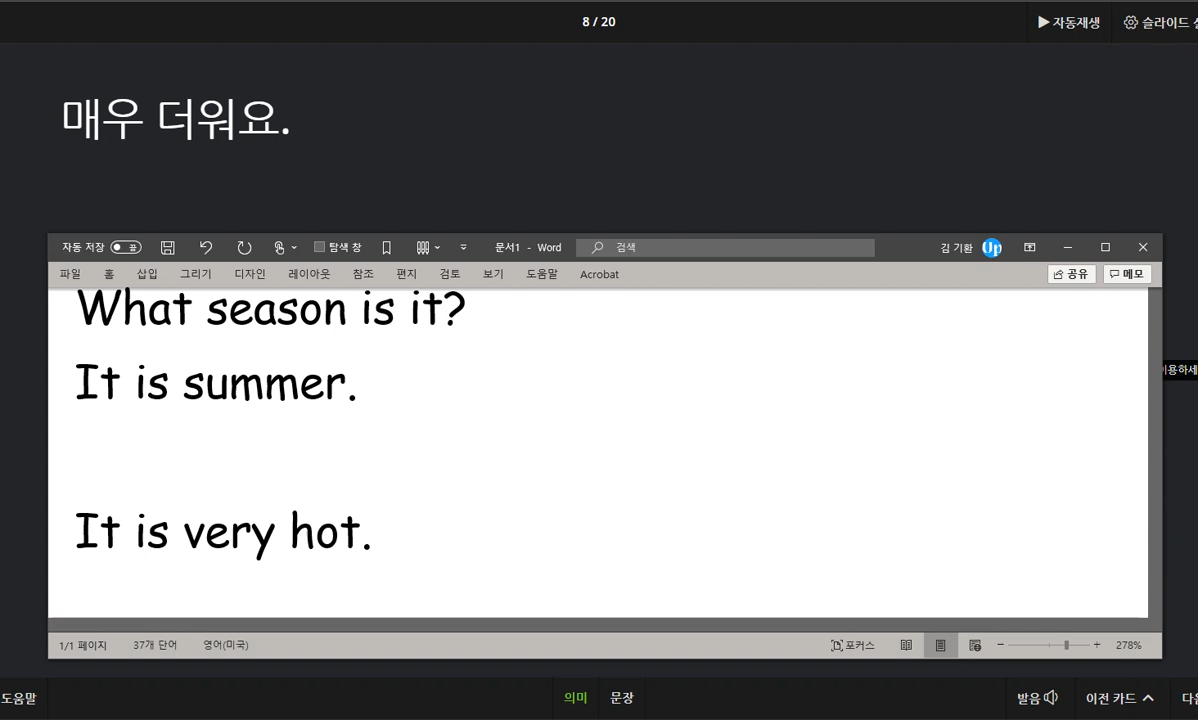 8 / 20
자동재생
슬라이드
매우 더워요.
자동 저장
탐색 창
문서1 - Word
검색
김 기환
Up
파일 홈 삽입 그리기 디자인 레이아웃 참조 편지 검토 보기 도움말 Acrobat
공유
메모
What season is it?
It is summer.
이용하세
It is very hot.
1/1 페이지 37개 단어 영어(미국)
포커스
278%
도움말
의미 문장
발음
이전 카드